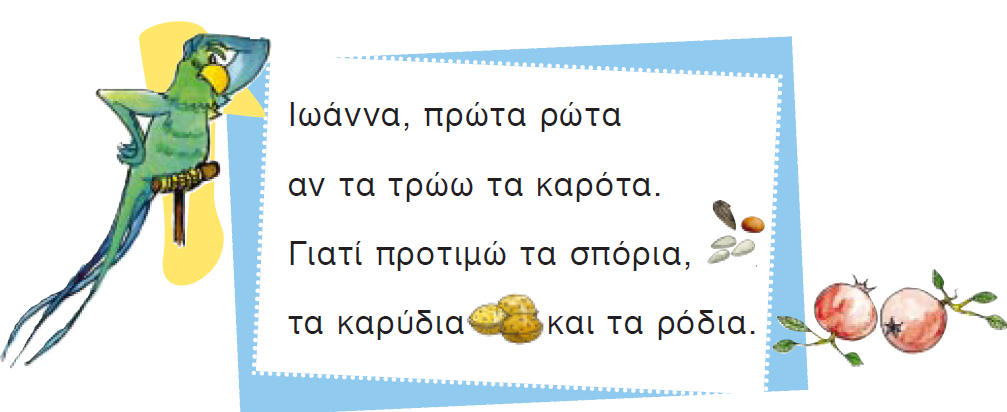 Ιωάννα, πρώτα ρώτα
αν τα τρώω τα καρότα.
Γιατί προτιμώ τα σπόρια,
τα καρύδια και τα ρόδια.